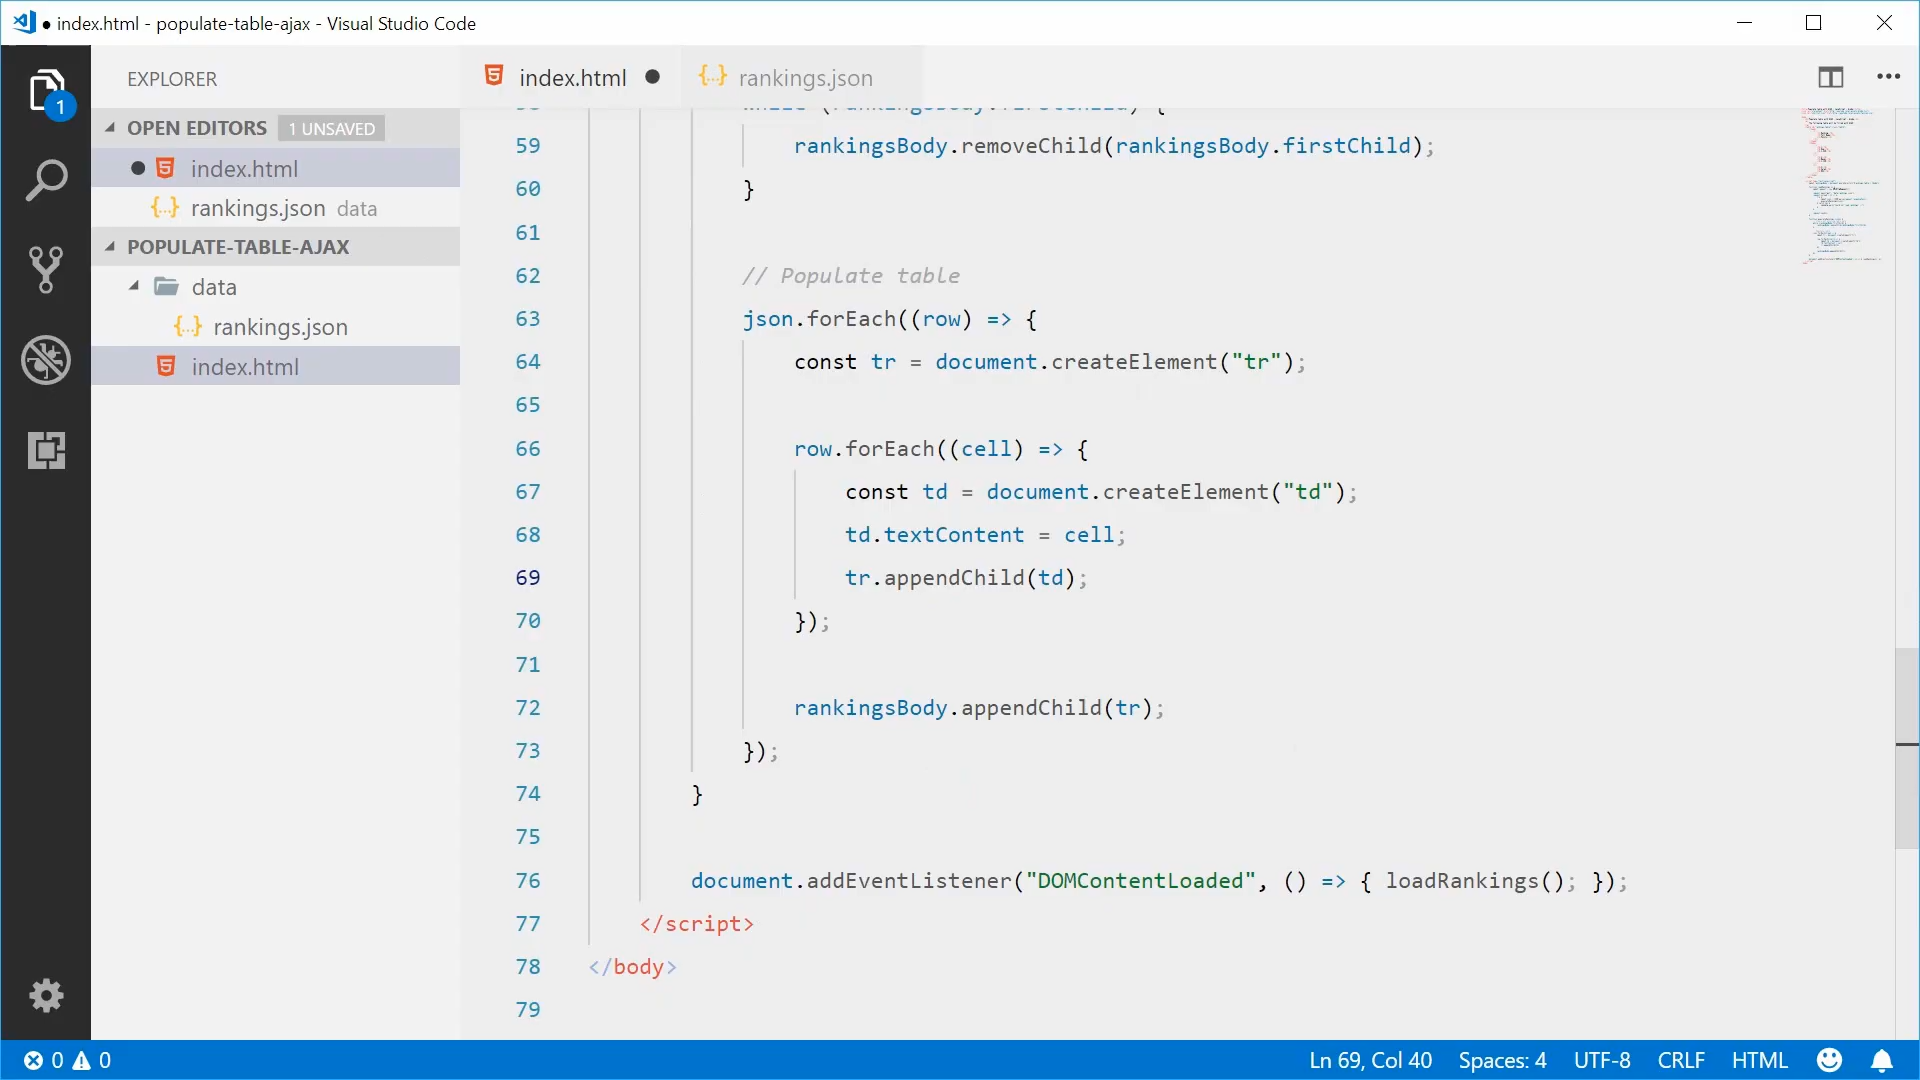 index.html - populate-table-ajax - Visual Studio Code
EXPLORER
OPEN EDITORS 1 UNSAVED
index.html
rankings.json data
POPULATE-TABLE-AJAX
data
rankings.json
index.html
1
index.html
rankings.json
59 rankingsBody.removeChild(rankingsBody.firstChild);
60 }
61
62 // Populate table
63 json.forEach((row) => {
64 const tr = document.createElement("tr");
65
66 row.forEach((cell) => {
67 const td = document.createElement("td");
68 td.textContent = cell;
69 tr.appendChild(td);
70 });
71
72 rankingsBody.appendChild(tr);
73 });
74 }
75
76 document.addEventListener("DOMContentLoaded", () => { loadRankings(); });
77 </script>
78 </body>
79
0 0 Ln 69, Col 40 Spaces: 4 UTF-8 CRLF HTML